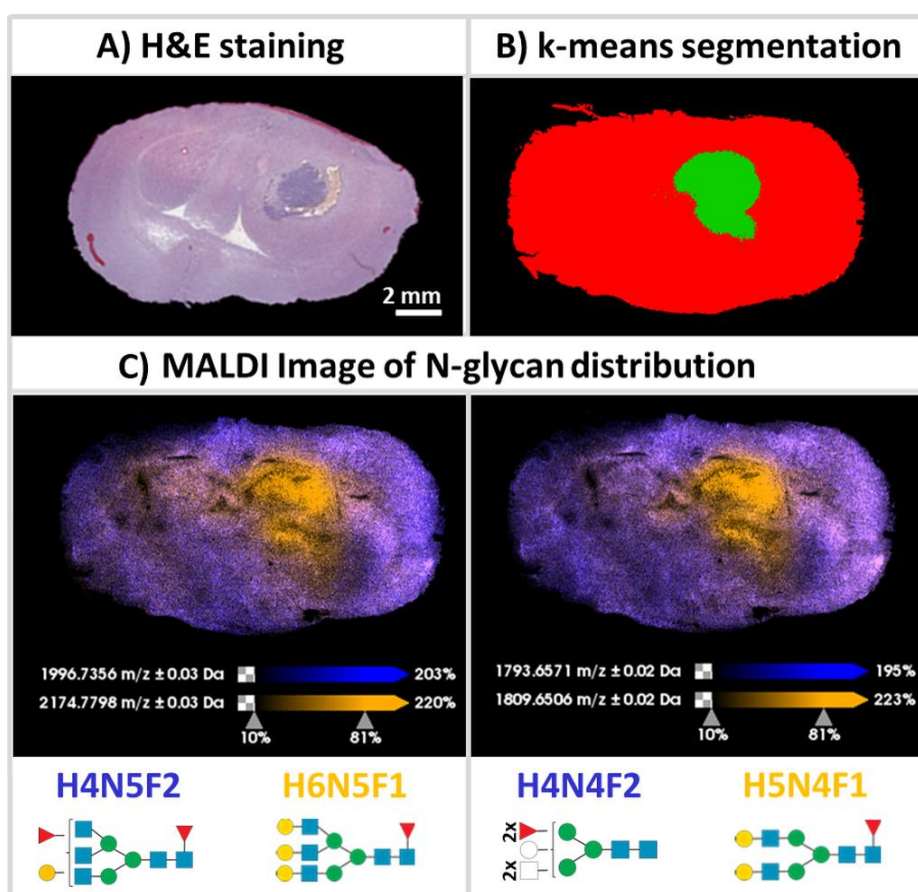 A) H&E staining
B) k-means segmentation
2 mm
C) MALDI Image of N-glycan distribution
1996.7356 m/z ± 0.03 Da 203%
2174.7798 m/z ± 0.03 Da 220%
10% 81%
1793.6571 m/z ± 0.02 Da 195%
1809.6506 m/z ± 0.02 Da 223%
10% 81%
H4N5F2
H6N5F1
H4N4F2
H5N4F1
2x
2x